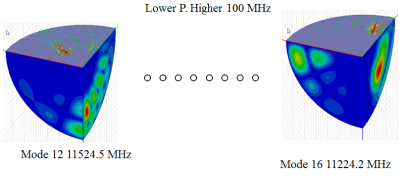 Lower P. Higher 100 MHz
Mode 12 11524.5 MHz
Mode 16 11224.2 MHz